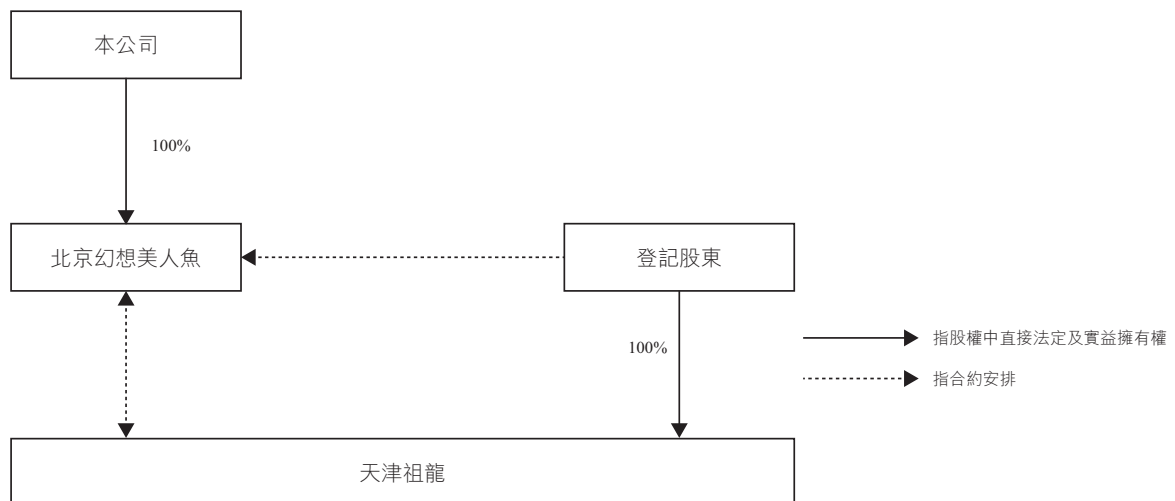 本公司
100%
北京幻想美人魚
登記股東
100%
指股權中直接法定及實益擁有權
指合約安排
天津祖龍